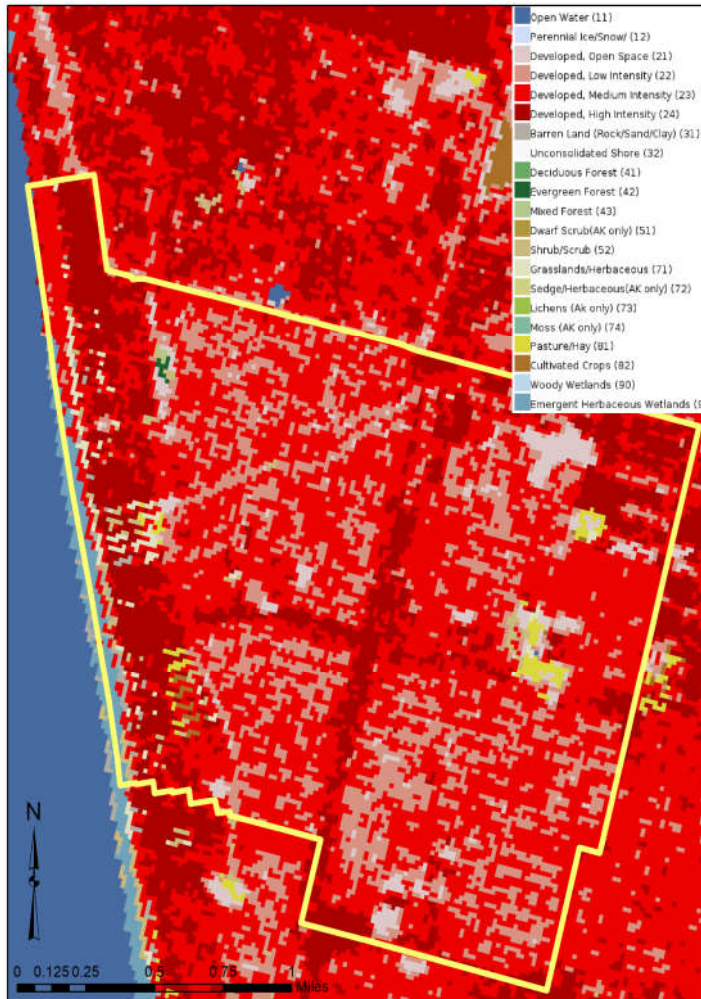 Open Water (11)
Perennial Ice/Snow/ (12)
Developed, Open Space (21)
Developed, Low Intensity (22)
Developed, Medium Intensity (23)
Developed, High Intensity (24)
Barren Land (Rock/Sand/Clay) (31)
Unconsolidated Shore (32)
Deciduous Forest (41)
Evergreen Forest (42)
Mixed Forest (43)
Dwarf Scrub(AK only) (51)
Shrub/Scrub (52)
Grasslands/Herbaceous (71)
Sedge/Herbaceous(AK only) (72)
Lichens (Ak only) (73)
Moss (AK only) (74)
Pasture/Hay (81)
Cultivated Crops (82)
Woody Wetlands (90)
Emergent Herbaceous Wetlands (9
N
0 0.125 0.25 0.5 0.75 1
Miles